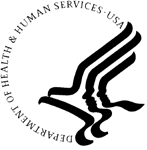 DEPARTMENT OF HEALTH & HUMAN SERVICES·USA